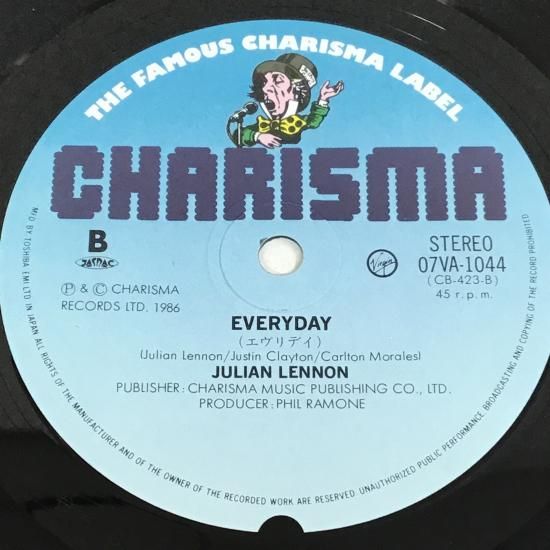 THE FAMOUS CHARISMA LABEL
CHARISMA
B
JASRAC
Ⓟ & © CHARISMA
RECORDS LTD. 1986
Virgin
STEREO
07VA-1044
(CB-423-B)
45 r.p.m.
EVERYDAY
(エヴリデイ)
(Julian Lennon/Justin Clayton/Carlton Morales)
JULIAN LENNON
PUBLISHER: CHARISMA MUSIC PUBLISHING CO., LTD.
PRODUCER: PHIL RAMONE
MFD BY TOSHIBA EMI LTD IN JAPAN ALL RIGHTS OF THE MANUFACTURER AND OF THE OWNER OF THE RECORDED WORK ARE RESERVED. UNAUTHORIZED PUBLIC PERFORMANCE, BROADCASTING AND COPYING OF THE RECORD PROHIBITED